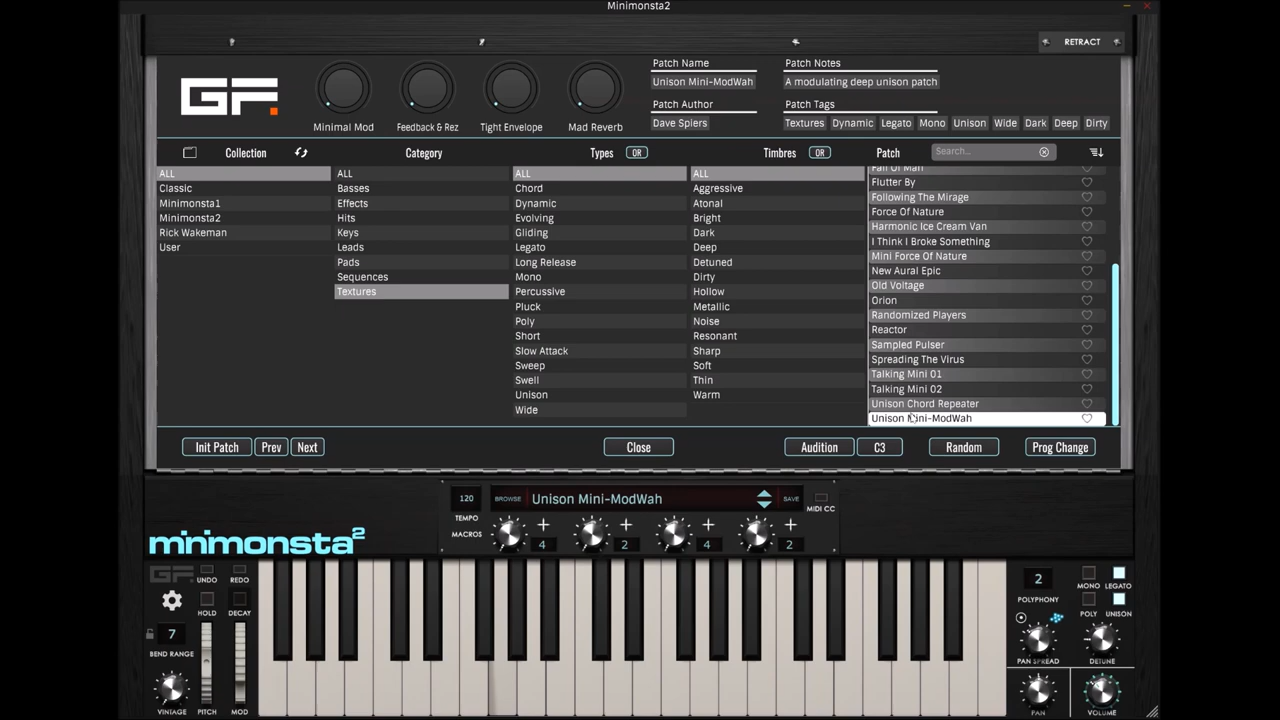 Minimonsta2
RETRACT
GF
Minimal Mod
Feedback & Rez
Tight Envelope
Mad Reverb
Patch Name
Unison Mini-ModWah
Patch Author
Dave Spiers
Patch Notes
A modulating deep unison patch
Patch Tags
Textures Dynamic Legato Mono Unison Wide Dark Deep Dirty
Collection
Category
Types OR
Timbres OR
Patch
Search...
ALL
Classic
Minimonsta1
Minimonsta2
Rick Wakeman
User
ALL
Basses
Effects
Hits
Keys
Leads
Pads
Sequences
Textures
ALL
Chord
Dynamic
Evolving
Gliding
Legato
Long Release
Mono
Percussive
Pluck
Poly
Short
Slow Attack
Sweep
Swell
Unison
Wide
ALL
Aggressive
Atonal
Bright
Dark
Deep
Detuned
Dirty
Hollow
Metallic
Noise
Resonant
Sharp
Soft
Thin
Warm
Fall Of Man
Flutter By
Following The Mirage
Force Of Nature
Harmonic Ice Cream Van
I Think I Broke Something
Mini Force Of Nature
New Aural Epic
Old Voltage
Orion
Randomized Players
Reactor
Sampled Pulser
Spreading The Virus
Talking Mini 01
Talking Mini 02
Unison Chord Repeater
Unison Mini-ModWah
Init Patch
Prev
Next
Close
Audition
C3
Random
Prog Change
120
TEMPO
MACROS
BROWSE
Unison Mini-ModWah
SAVE
MIDI CC
+ + + +
4 2 4 2
minimonsta2
GF
UNDO
REDO
HOLD
DECAY
7
BEND RANGE
VINTAGE
PITCH
MOD
2
POLYPHONY
MONO
LEGATO
POLY
UNISON
PAN SPREAD
DETUNE
PAN
VOLUME